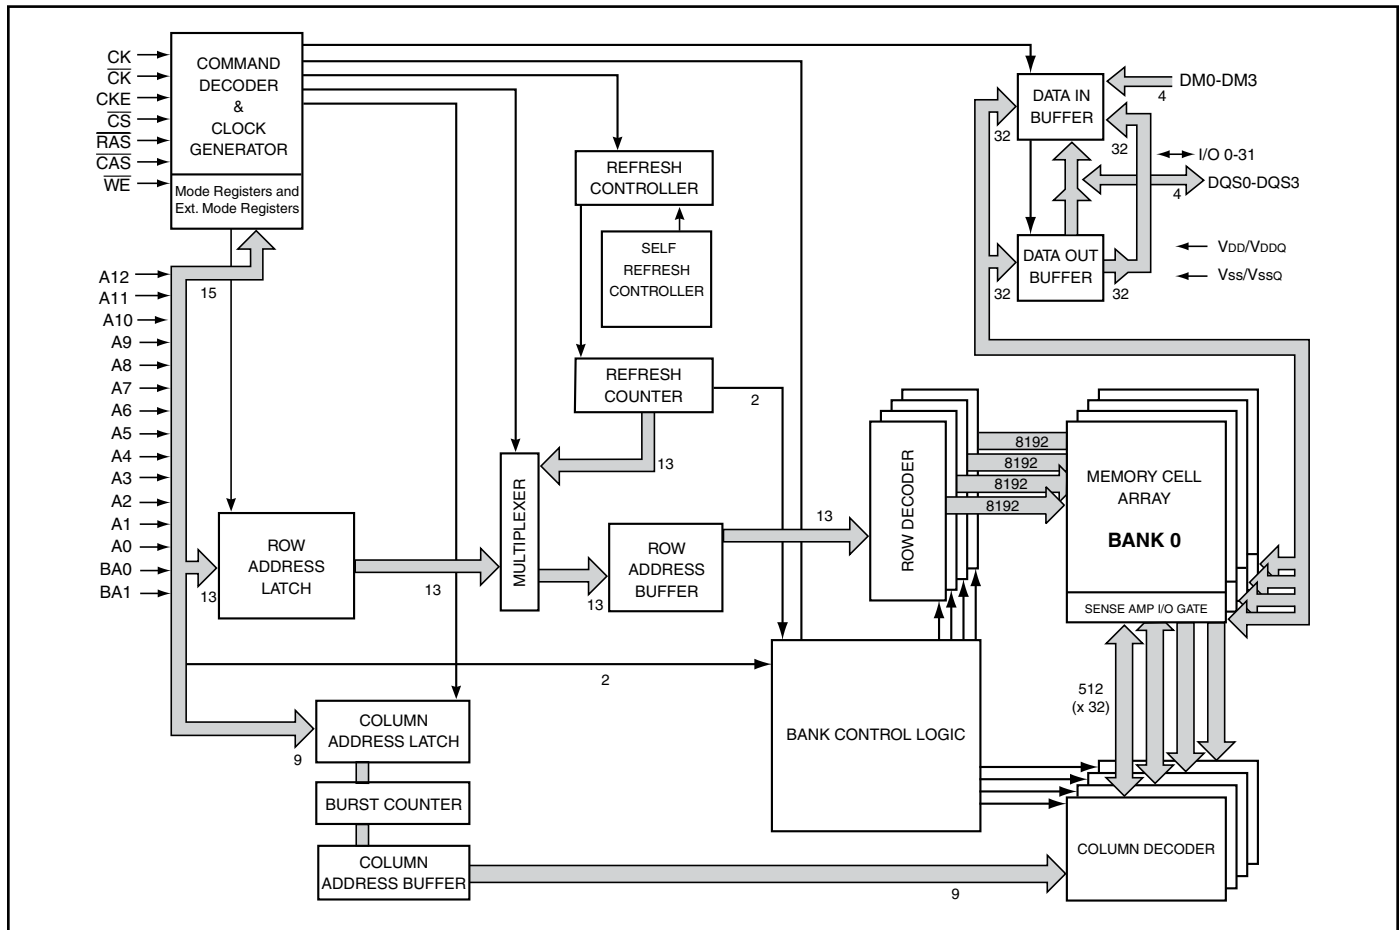 CK
C̅K̅
CKE
C̅S̅
R̅A̅S̅
C̅A̅S̅
W̅E̅
COMMAND
DECODER
&
CLOCK
GENERATOR
Mode Registers and
Ext. Mode Registers
A12
A11
A10
A9
A8
A7
A6
A5
A4
A3
A2
A1
A0
BA0
BA1
15
13
ROW
ADDRESS
LATCH
13
MULTIPLEXER
REFRESH
CONTROLLER
SELF
REFRESH
CONTROLLER
REFRESH
COUNTER
2
13
13
ROW
ADDRESS
BUFFER
13
ROW DECODER
8192
8192
8192
8192
MEMORY CELL
ARRAY
BANK 0
SENSE AMP I/O GATE
DATA IN
BUFFER
DM0-DM3
4
32
32
I/O 0-31
DQS0-DQS3
4
DATA OUT
BUFFER
32
32
VDD/VDDQ
Vss/VssQ
2
BANK CONTROL LOGIC
512
(x 32)
COLUMN
ADDRESS LATCH
9
BURST COUNTER
COLUMN
ADDRESS BUFFER
9
COLUMN DECODER